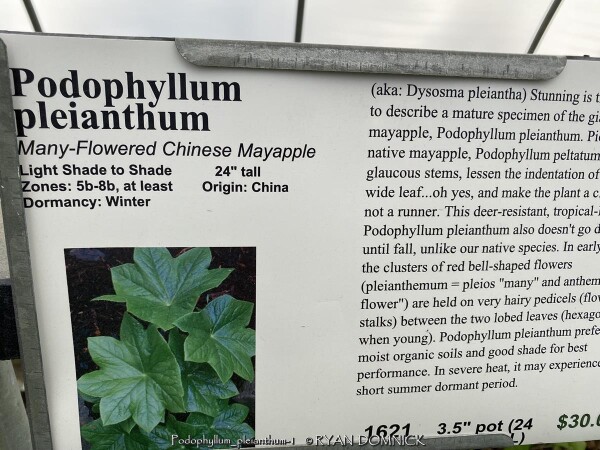 Podophyllum
pleianthum
Many-Flowered Chinese Mayapple
Light Shade to Shade 24" tall
Zones: 5b-8b, at least Origin: China
Dormancy: Winter
(aka: Dysosma pleiantha) Stunning is
to describe a mature specimen of the
mayapple, Podophyllum pleianthum.
native mayapple, Podophyllum peltatum
glaucous stems, lessen the indentation of
wide leaf...oh yes, and make the plant a
not a runner. This deer-resistant,
Podophyllum pleianthum also doesn't go
until fall, unlike our native species. In early
the clusters of red bell-shaped flowers
(pleianthemum = pleios "many" and anthem
flower") are held on very hairy pedicels
stalks) between the two lobed leaves
when young). Podophyllum pleianthum
moist organic soils and good shade for best
performance. In severe heat, it may experience
short summer dormant period.
1621 3.5" pot (24
Podophyllum_pleianthum-1 © RYAN DOMNICK